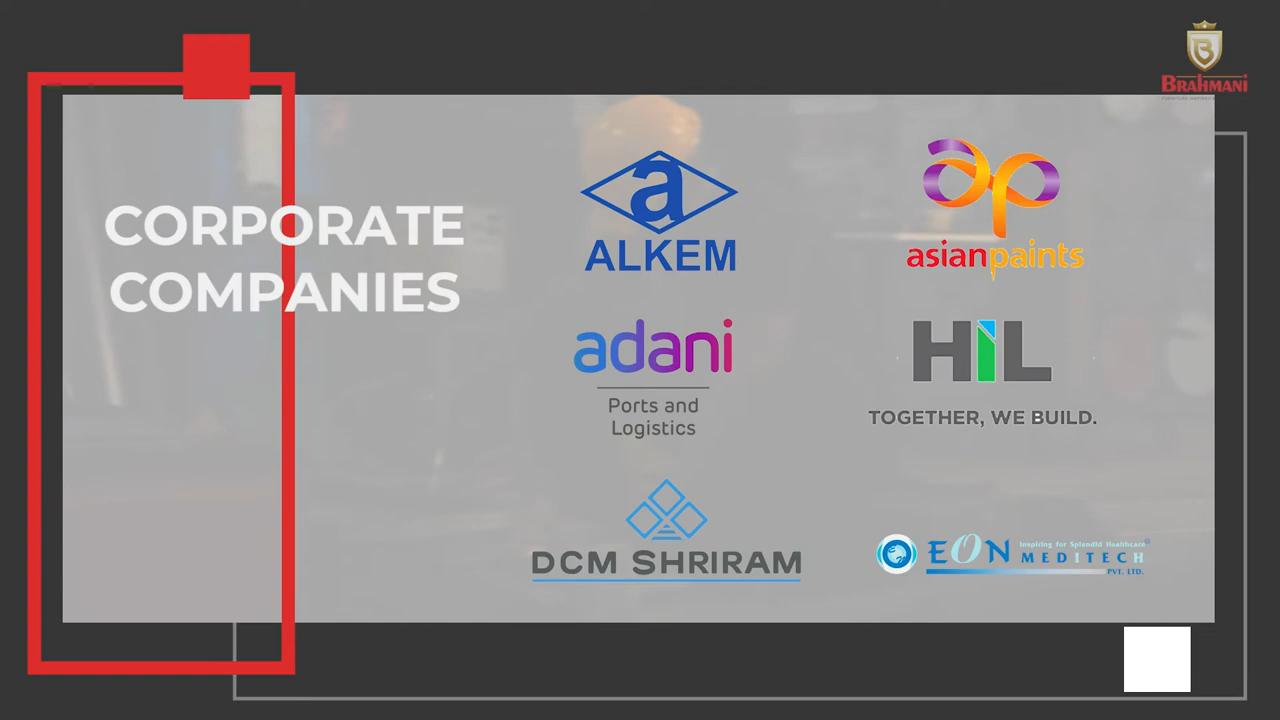 BRAHMANI
CORPORATE
COMPANIES
a
ALKEM
ap
asianpaints
adani
Ports and
Logistics
HiL
TOGETHER, WE BUILD.
DCM SHRIRAM
EON
Inspiring for Splendid Healthcare
MEDITECH
PVT. LTD.